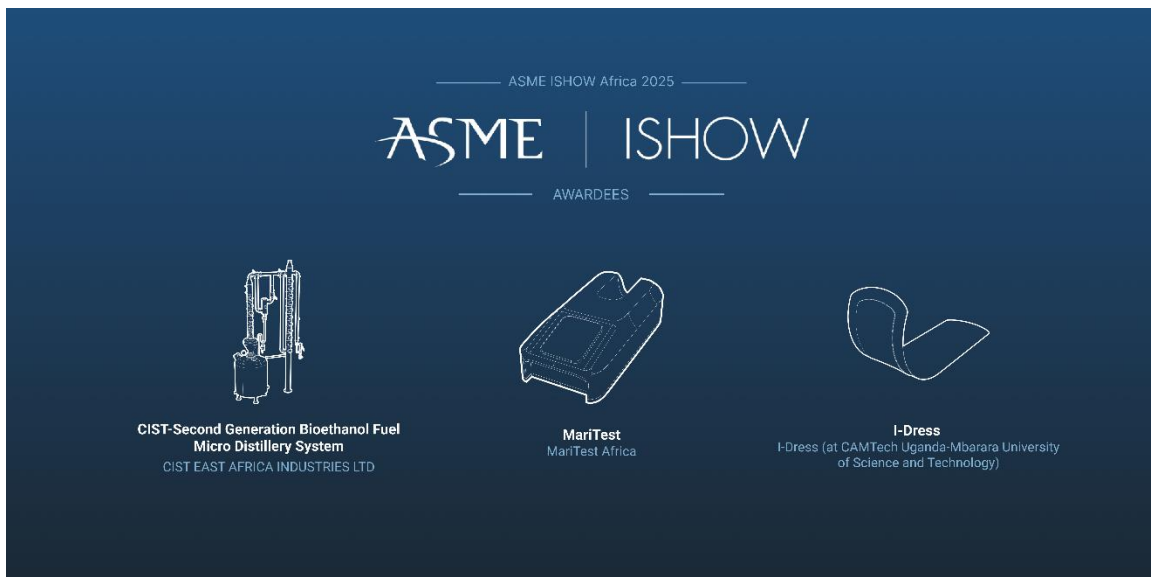 ASME ISHOW Africa 2025
ASME | ISHOW
AWARDEES
CIST-Second Generation Bioethanol Fuel
Micro Distillery System
CIST EAST AFRICA INDUSTRIES LTD
MariTest
MariTest Africa
I-Dress
I-Dress (at CAMTech Uganda-Mbarara University
of Science and Technology)